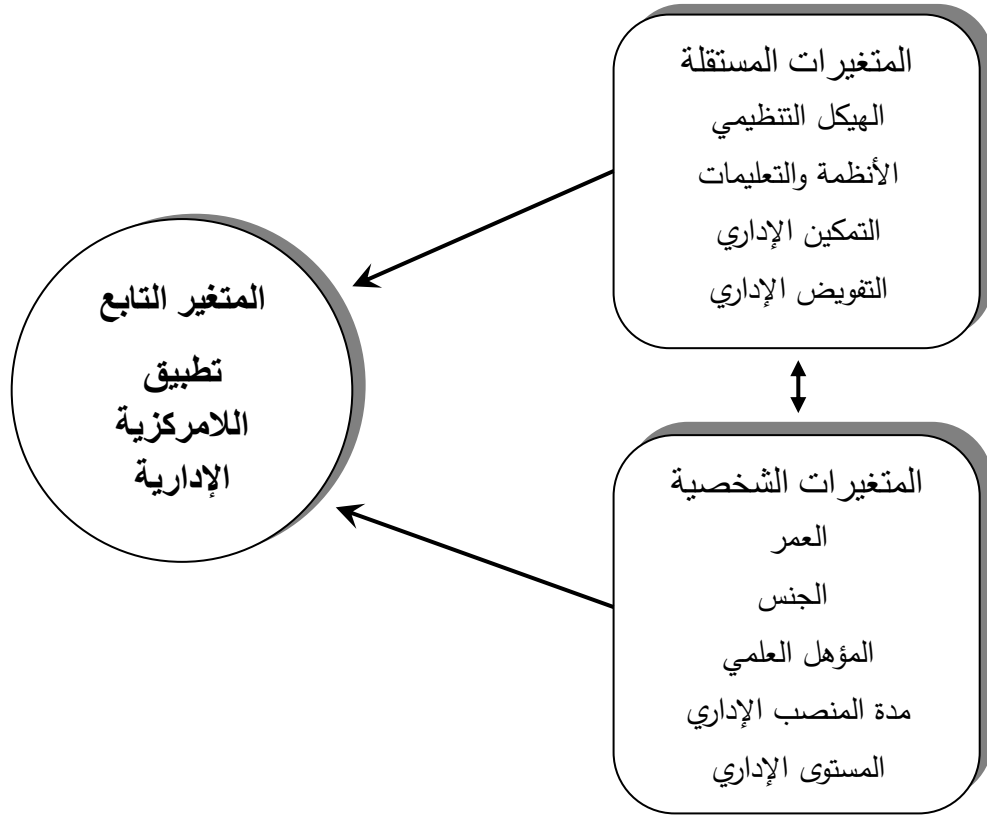 المتغيرات المستقلة
الهيكل التنظيمي
الأنظمة والتعليمات
التمكين الإداري
التفويض الإداري
المتغير التابع
تطبيق
اللامركزية
الإدارية
المتغيرات الشخصية
العمر
الجنس
المؤهل العلمي
مدة المنصب الإداري
المستوى الإداري